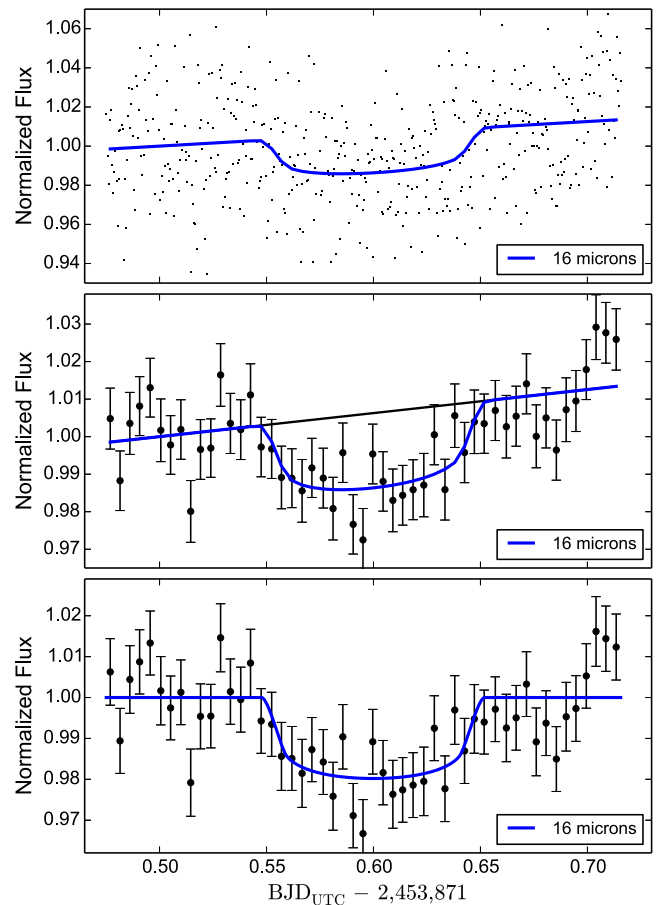 1.06
1.04
1.02
1.00
0.98
0.96
0.94
Normalized Flux
16 microns
1.03
1.02
1.01
1.00
0.99
0.98
0.97
Normalized Flux
16 microns
1.02
1.01
1.00
0.99
0.98
0.97
Normalized Flux
16 microns
0.50 0.55 0.60 0.65 0.70
BJD_UTC − 2,453,871